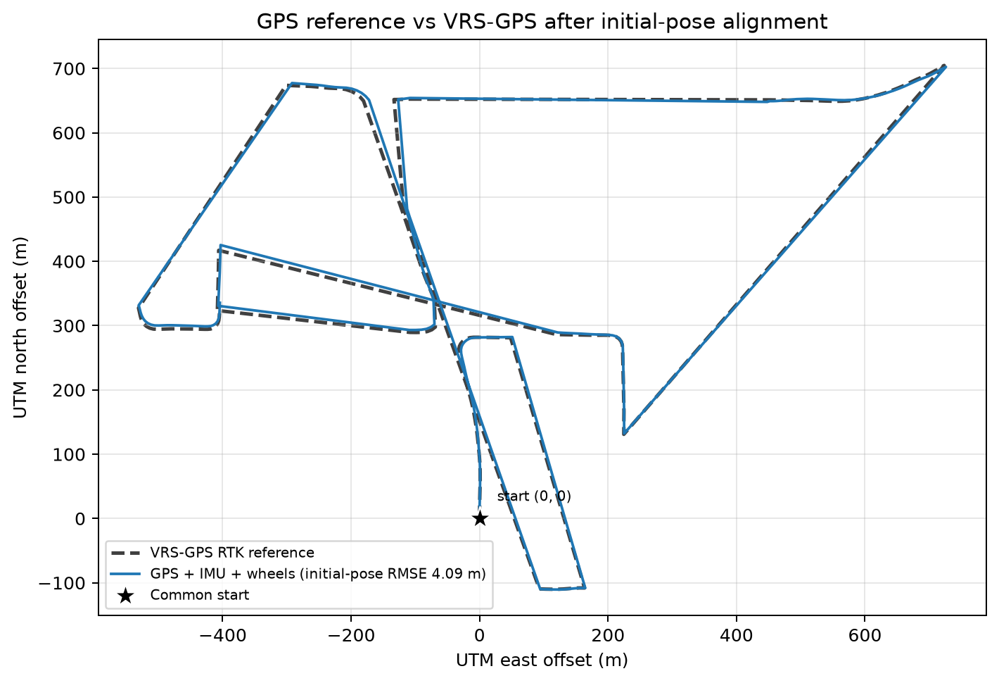 GPS reference vs VRS-GPS after initial-pose alignment
UTM north offset (m)
700
600
500
400
300
200
100
0
−100
start (0, 0)
VRS-GPS RTK reference
GPS + IMU + wheels (initial-pose RMSE 4.09 m)
Common start
−400 −200 0 200 400 600
UTM east offset (m)